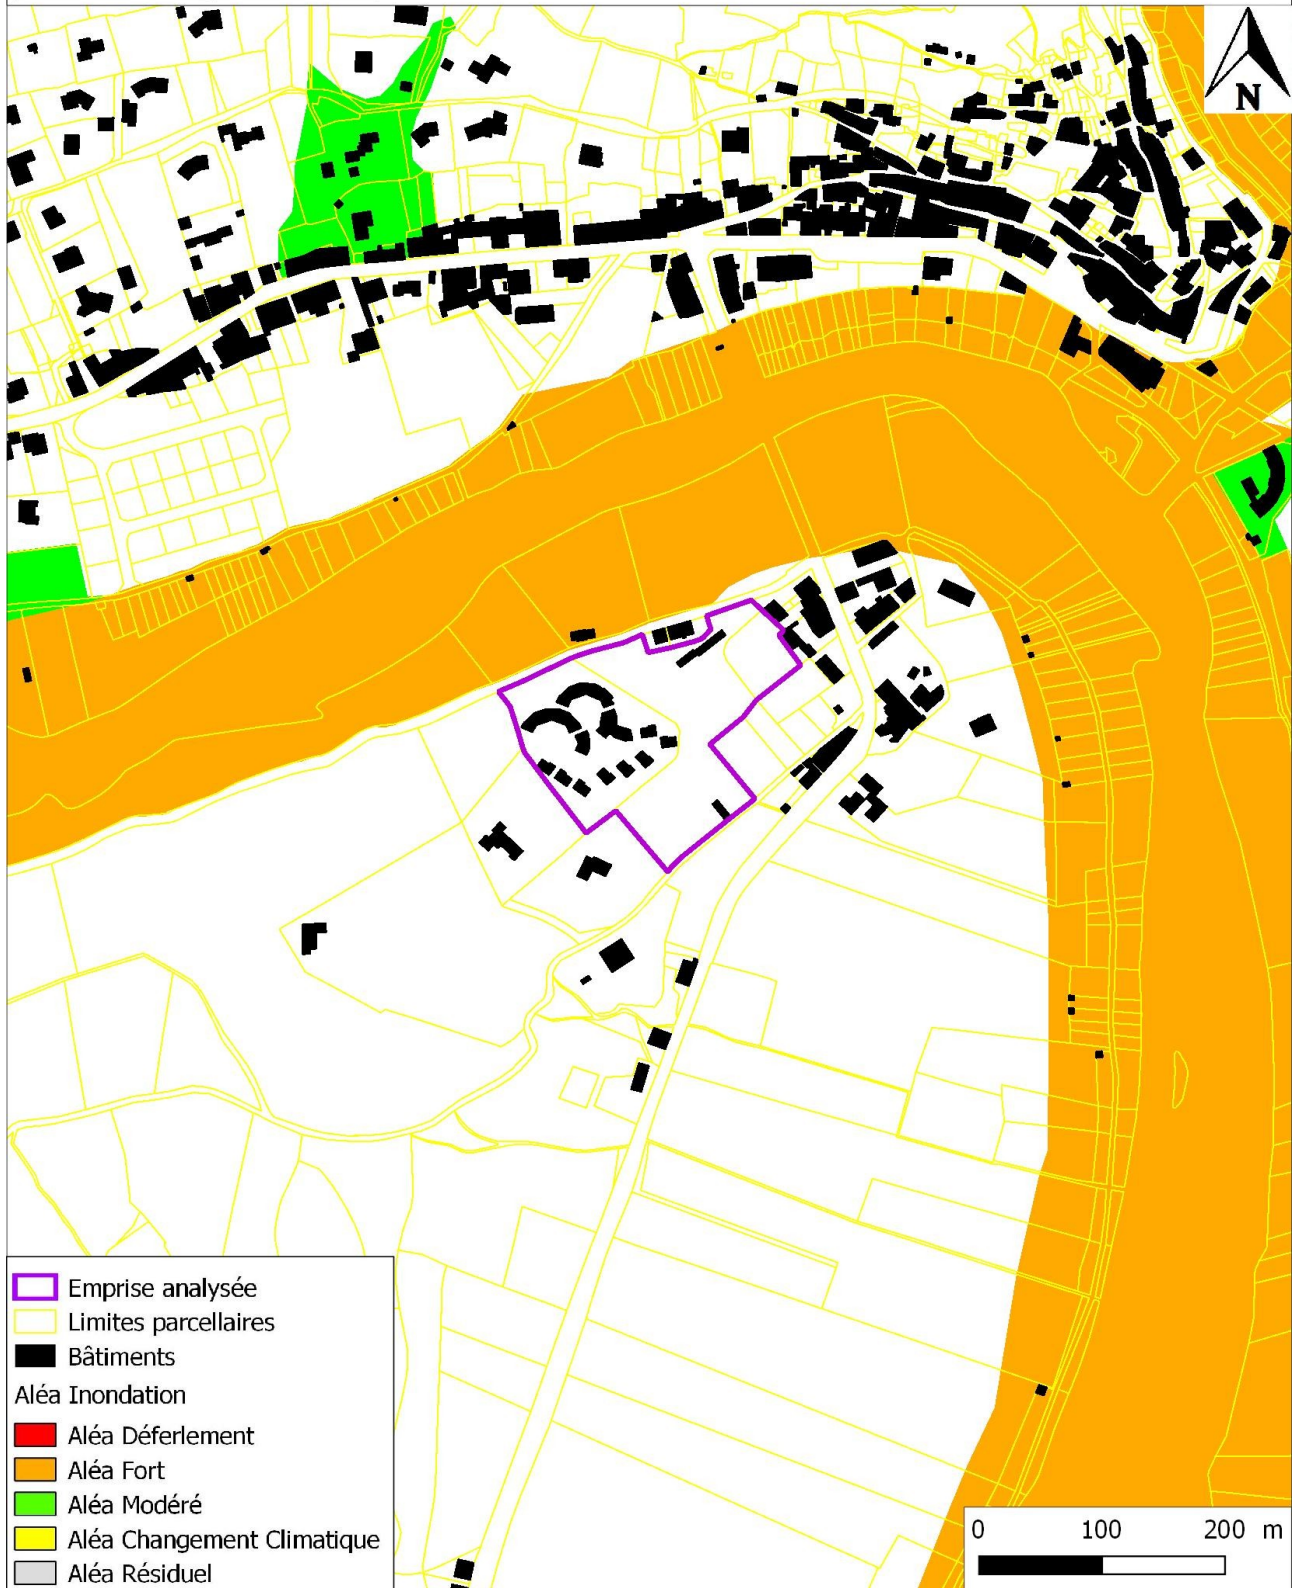 N
Emprise analysée
Limites parcellaires
Bâtiments
Aléa Inondation
Aléa Déferlement
Aléa Fort
Aléa Modéré
Aléa Changement Climatique
Aléa Résiduel
0 100 200 m